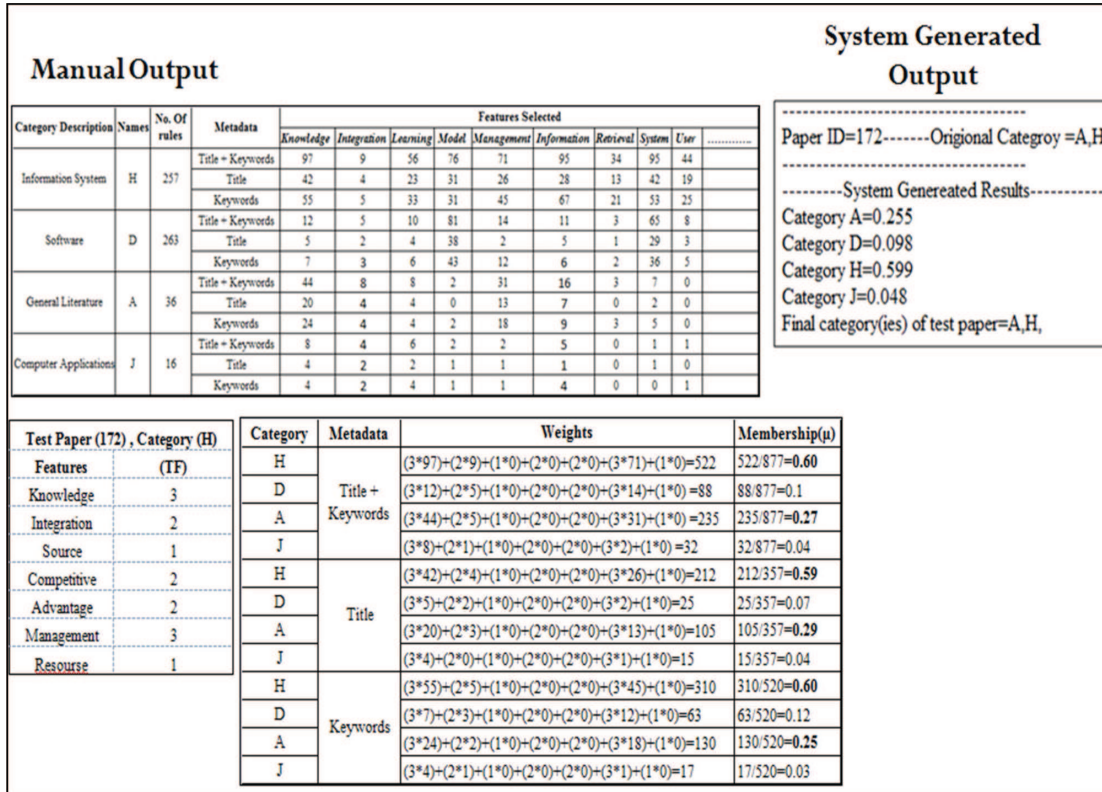 Manual Output
System Generated
Output
Category Description Names No. Of rules Metadata Features Selected
Knowledge Integration Learning Model Management Information Retrieval System User .............
Information System H 257 Title + Keywords 97 9 56 76 71 95 34 95 44
Title 42 4 23 31 26 28 13 42 19
Keywords 55 5 33 31 45 67 21 53 25
Software D 263 Title + Keywords 12 5 10 81 14 11 3 65 8
Title 5 2 4 38 2 5 1 29 3
Keywords 7 3 6 43 12 6 2 36 5
General Literature A 36 Title + Keywords 44 8 8 2 31 16 3 7 0
Title 20 4 4 0 13 7 0 2 0
Keywords 24 4 4 2 18 9 3 5 0
Computer Applications J 16 Title + Keywords 8 4 6 2 2 5 0 1 1
Title 4 2 2 1 1 1 0 1 0
Keywords 4 2 4 1 1 4 0 0 1
-----------------------------------
Paper ID=172-------Origional Categroy =A,H
-----------------------------------
---------System Genereated Results-----------
Category A=0.255
Category D=0.098
Category H=0.599
Category J=0.048
Final category(ies) of test paper=A,H,
Test Paper (172) , Category (H)
Features (TF)
Knowledge 3
Integration 2
Source 1
Competitive 2
Advantage 2
Management 3
Resourse 1
Category Metadata Weights Membership(μ)
H Title + Keywords (3*97)+(2*9)+(1*0)+(2*0)+(2*0)+(3*71)+(1*0)=522 522/877=0.60
D (3*12)+(2*5)+(1*0)+(2*0)+(2*0)+(3*14)+(1*0) =88 88/877=0.1
A (3*44)+(2*5)+(1*0)+(2*0)+(2*0)+(3*31)+(1*0) =235 235/877=0.27
J (3*8)+(2*1)+(1*0)+(2*0)+(2*0)+(3*2)+(1*0) =32 32/877=0.04
H Title (3*42)+(2*4)+(1*0)+(2*0)+(2*0)+(3*26)+(1*0)=212 212/357=0.59
D (3*5)+(2*2)+(1*0)+(2*0)+(2*0)+(3*2)+(1*0)=25 25/357=0.07
A (3*20)+(2*3)+(1*0)+(2*0)+(2*0)+(3*13)+(1*0)=105 105/357=0.29
J (3*4)+(2*0)+(1*0)+(2*0)+(2*0)+(3*1)+(1*0)=15 15/357=0.04
H Keywords (3*55)+(2*5)+(1*0)+(2*0)+(2*0)+(3*45)+(1*0)=310 310/520=0.60
D (3*7)+(2*3)+(1*0)+(2*0)+(2*0)+(3*12)+(1*0)=63 63/520=0.12
A (3*24)+(2*2)+(1*0)+(2*0)+(2*0)+(3*18)+(1*0)=130 130/520=0.25
J (3*4)+(2*1)+(1*0)+(2*0)+(2*0)+(3*1)+(1*0)=17 17/520=0.03